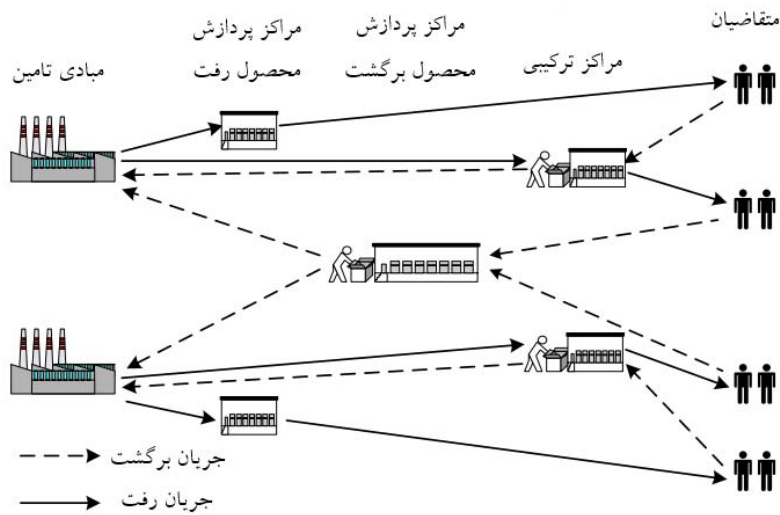 متقاضیان
مراکز ترکیبی
مراکز پردازش
محصول برگشت
مراکز پردازش
محصول رفت
مبادی تامین
جریان برگشت
جریان رفت